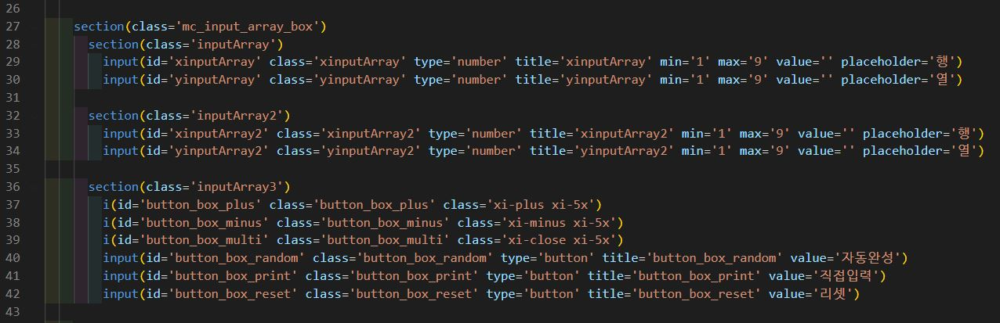 26
27 section(class='mc_input_array_box')
28 section(class='inputArray')
29 input(id='xinputArray' class='xinputArray' type='number' title='xinputArray' min='1' max='9' value='' placeholder='행')
30 input(id='yinputArray' class='yinputArray' type='number' title='yinputArray' min='1' max='9' value='' placeholder='열')
31
32 section(class='inputArray2')
33 input(id='xinputArray2' class='xinputArray2' type='number' title='xinputArray2' min='1' max='9' value='' placeholder='행')
34 input(id='yinputArray2' class='yinputArray2' type='number' title='yinputArray2' min='1' max='9' value='' placeholder='열')
35
36 section(class='inputArray3')
37 i(id='button_box_plus' class='button_box_plus' class='xi-plus xi-5x')
38 i(id='button_box_minus' class='button_box_minus' class='xi-minus xi-5x')
39 i(id='button_box_multi' class='button_box_multi' class='xi-close xi-5x')
40 input(id='button_box_random' class='button_box_random' type='button' title='button_box_random' value='자동완성')
41 input(id='button_box_print' class='button_box_print' type='button' title='button_box_print' value='직접입력')
42 input(id='button_box_reset' class='button_box_reset' type='button' title='button_box_reset' value='리셋')
43